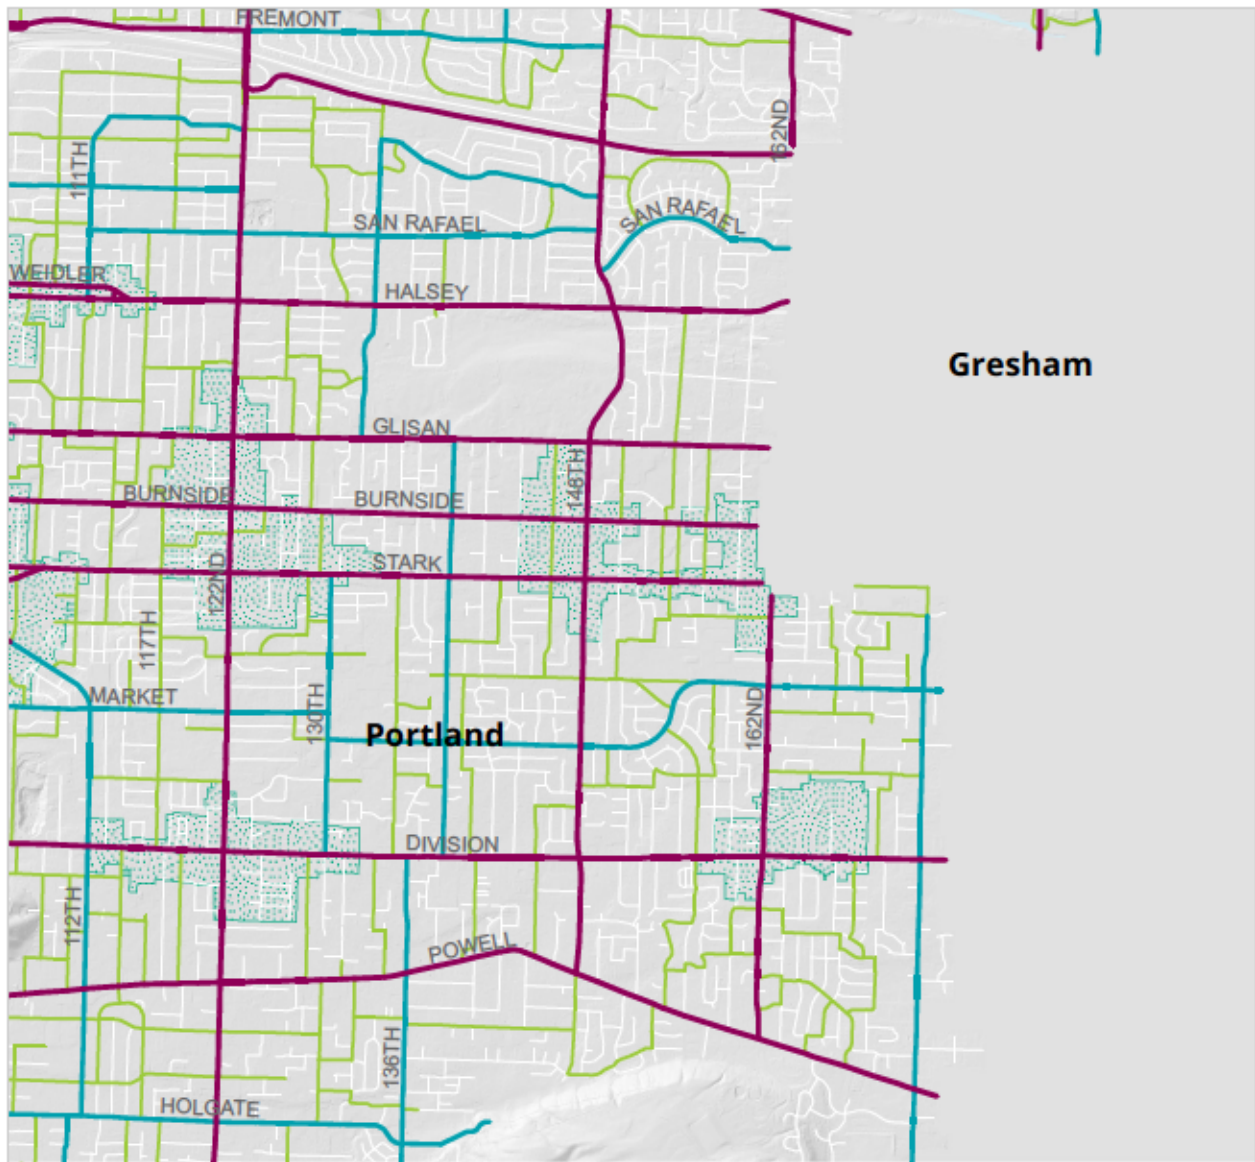 FREMONT
162ND
111TH
SAN RAFAEL
SAN RAFAEL
WEIDLER
HALSEY
Gresham
GLISAN
148TH
BURNSIDE
BURNSIDE
STARK
122ND
117TH
MARKET
130TH
162ND
Portland
DIVISION
112TH
POWELL
136TH
HOLGATE